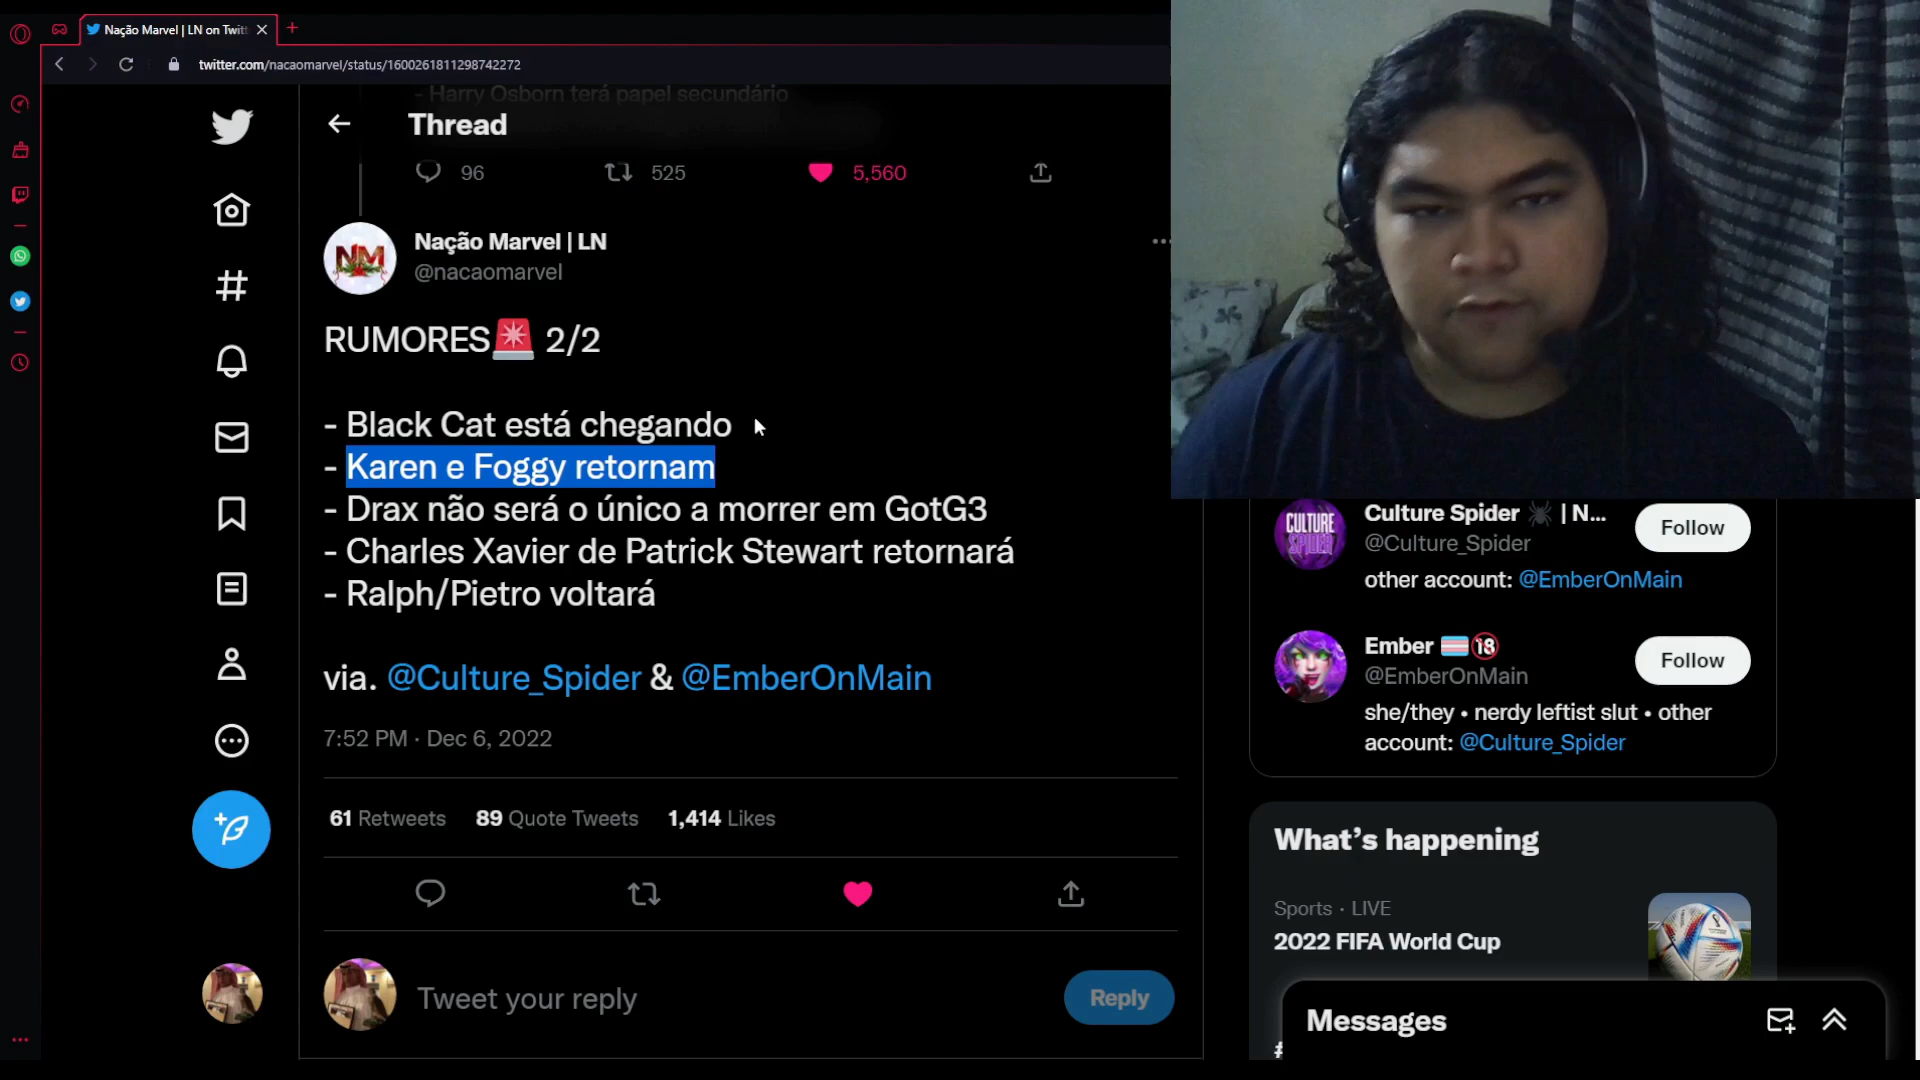 Nação Marvel | LN on Twitt
twitter.com/nacaomarvel/status/1600261811298742272
- Harry Osborn terá papel secundário
Thread
96
525
5,560
NM
Nação Marvel | LN
@nacaomarvel
RUMORES🚨 2/2
- Black Cat está chegando
- Karen e Foggy retornam
- Drax não será o único a morrer em GotG3
- Charles Xavier de Patrick Stewart retornará
- Ralph/Pietro voltará
via. @Culture_Spider & @EmberOnMain
7:52 PM · Dec 6, 2022
61 Retweets 89 Quote Tweets 1,414 Likes
Tweet your reply
Reply
CULTURE
SPIDER
Culture Spider 🕷 | N...
@Culture_Spider
Follow
other account: @EmberOnMain
Ember 🏳️‍⚧️🔞
@EmberOnMain
Follow
she/they • nerdy leftist slut • other
account: @Culture_Spider
What's happening
Sports · LIVE
2022 FIFA World Cup
Messages